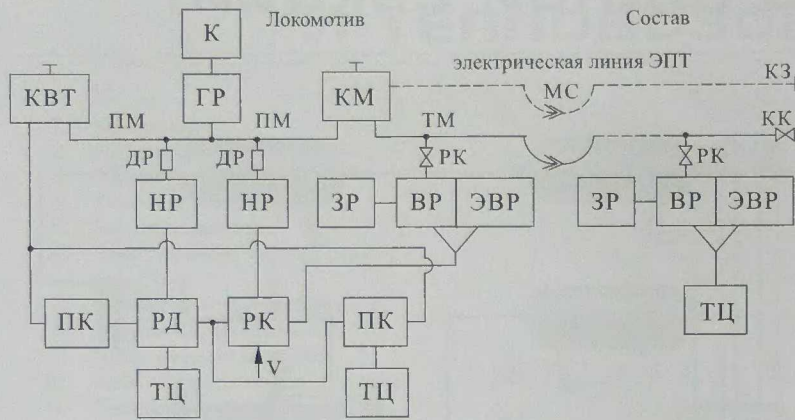 К
Локомотив
Состав
электрическая линия ЭПТ
КЗ
МС
КВТ
ГР
КМ
ПМ
ПМ
ТМ
КК
ДР
ДР
РК
РК
НР
НР
ЗР
ВР
ЭВР
ЗР
ВР
ЭВР
ПК
РД
РК
ПК
ТЦ
V
ТЦ
ТЦ